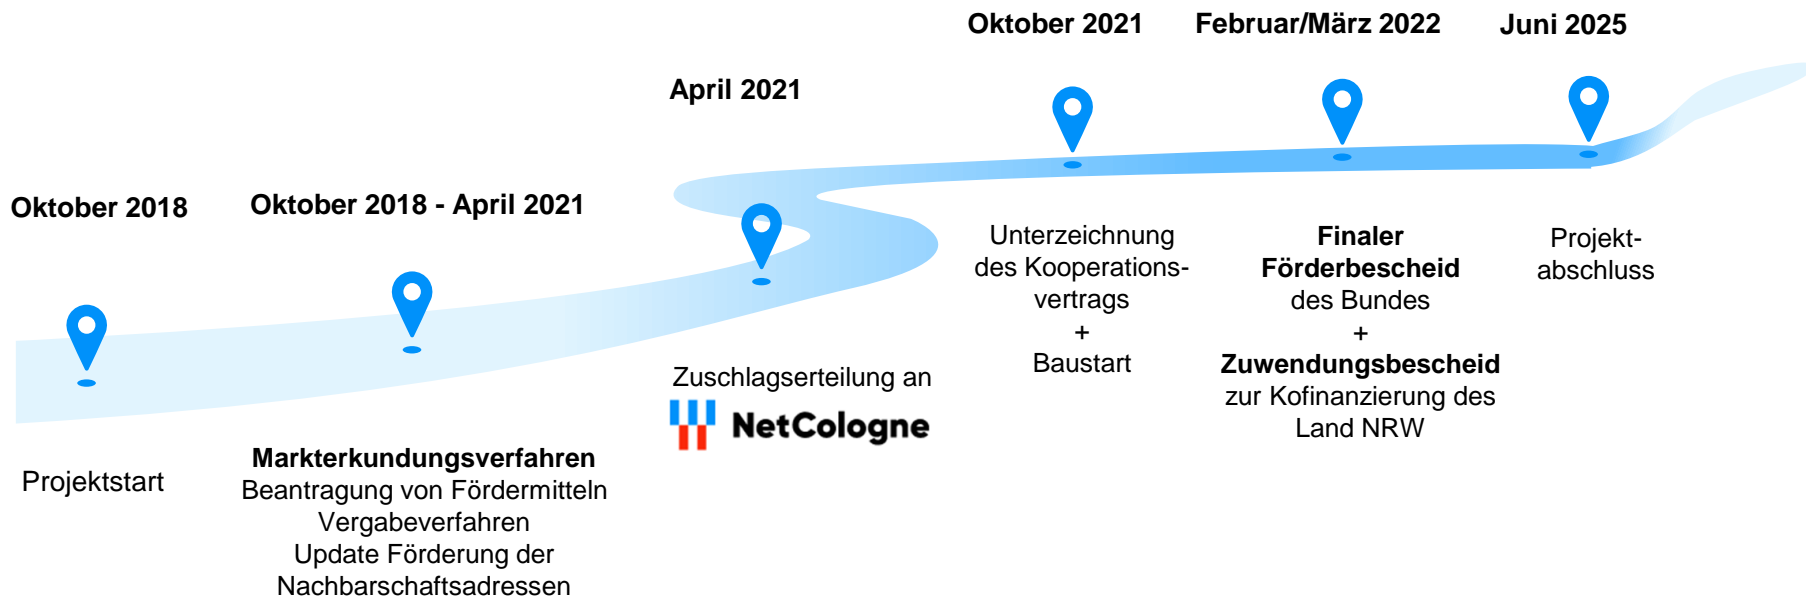 Oktober 2018
Projektstart
Oktober 2018 - April 2021
Markterkundungsverfahren
Beantragung von Fördermitteln
Vergabeverfahren
Update Förderung der
Nachbarschaftsadressen
April 2021
Zuschlagserteilung an
NetCologne
Oktober 2021
Unterzeichnung
des Kooperations-
vertrags
+
Baustart
Februar/März 2022
Finaler
Förderbescheid
des Bundes
+
Zuwendungsbescheid
zur Kofinanzierung des
Land NRW
Juni 2025
Projekt-
abschluss